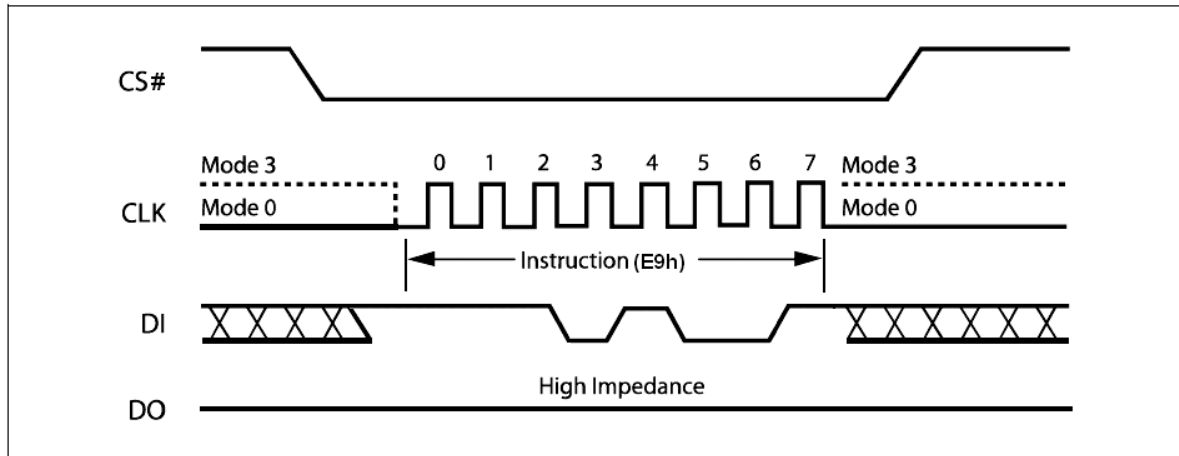 CS#
Mode 3 0 1 2 3 4 5 6 7 Mode 3
CLK Mode 0 Mode 0
Instruction (E9h)
DI
High Impedance
DO